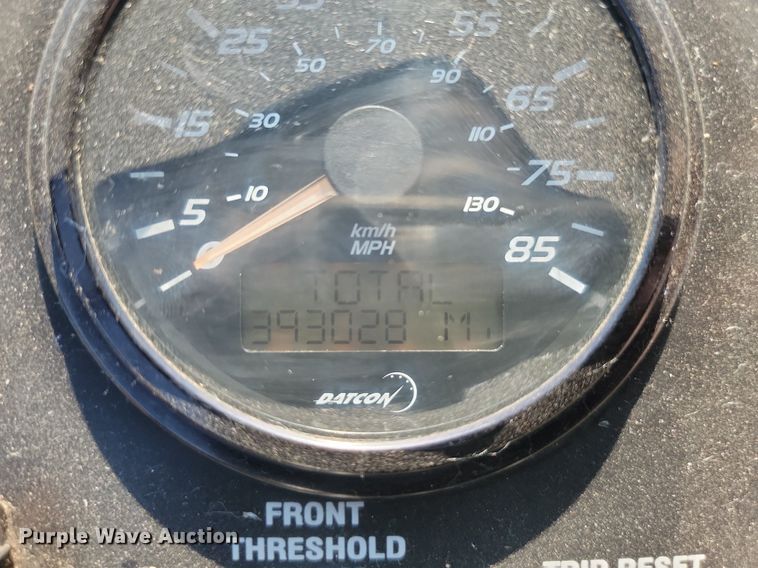 55
25
70
50
90
65
15
30
110
75
10
5
130
km/h
0
MPH
85
TOTAL
393028 Mi
DATCON
FRONT
THRESHOLD
Purple Wave Auction
TRIP RESET